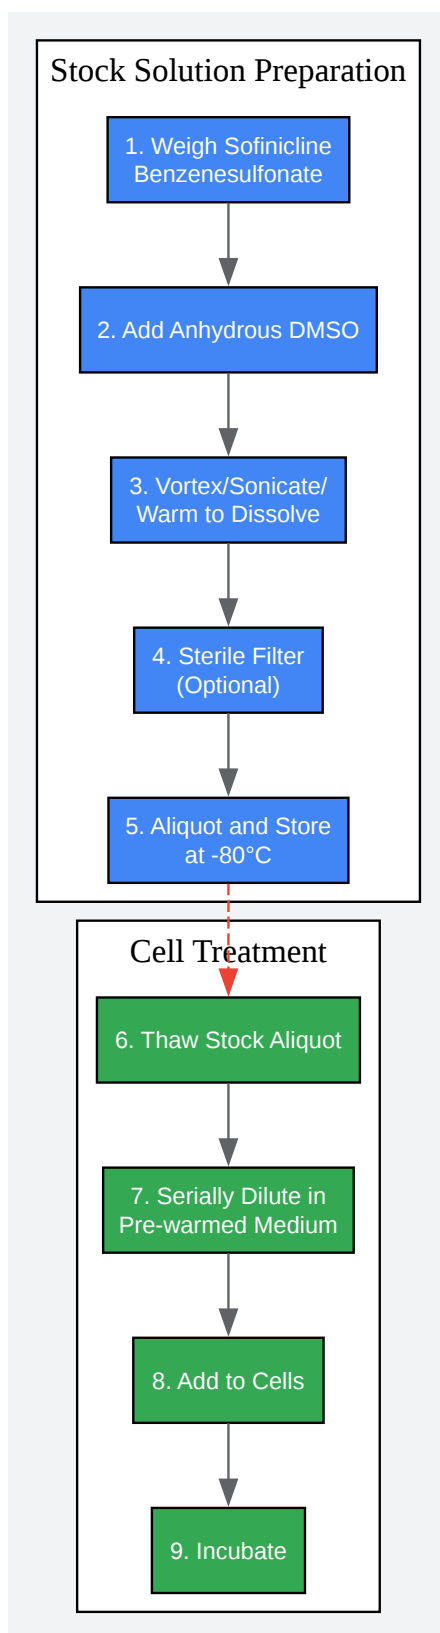 Stock Solution Preparation
1. Weigh Sofinicline
Benzenesulfonate
2. Add Anhydrous DMSO
3. Vortex/Sonicate/
Warm to Dissolve
4. Sterile Filter
(Optional)
5. Aliquot and Store
at -80°C
Cell Treatment
6. Thaw Stock Aliquot
7. Serially Dilute in
Pre-warmed Medium
8. Add to Cells
9. Incubate